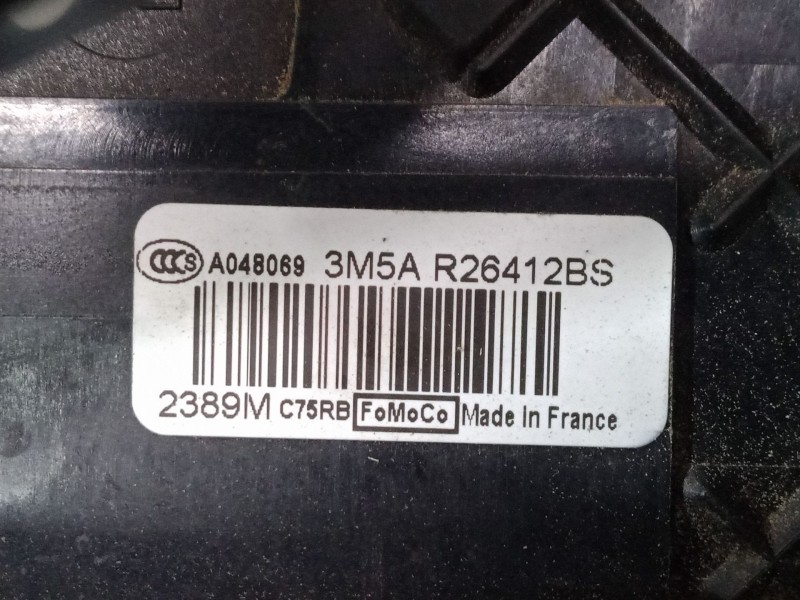 CCCS A048069 3M5A R26412BS
2389M C75RB FoMoCo Made in France